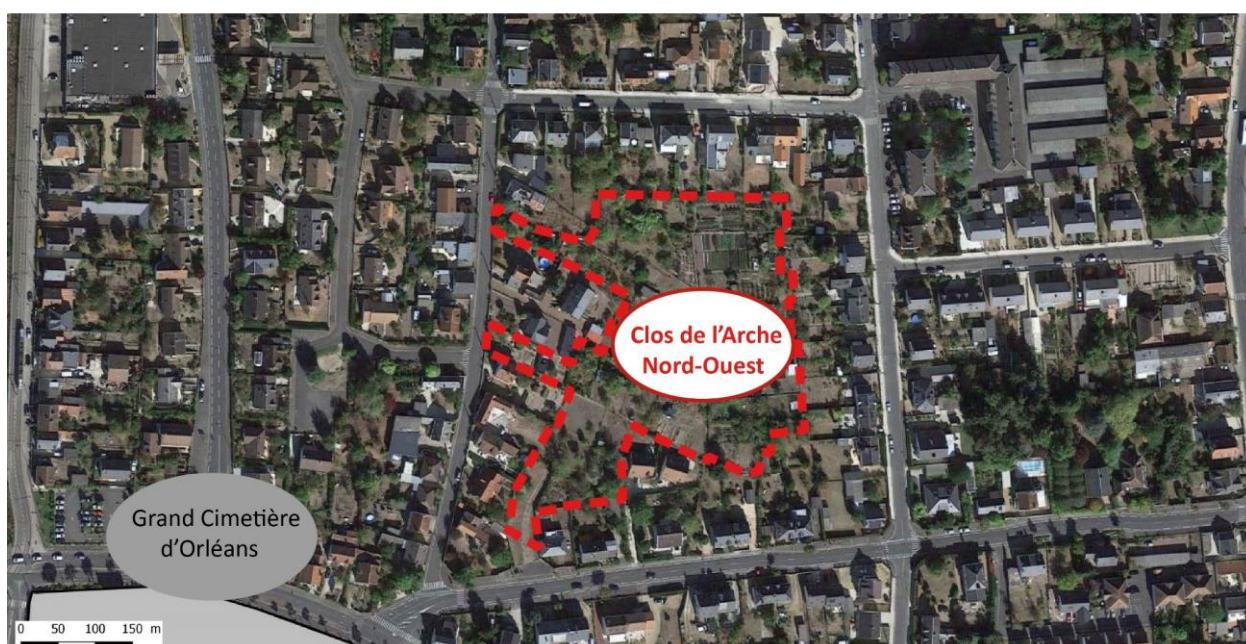 Clos de l’Arche
Nord-Ouest
Grand Cimetière
d’Orléans
0 50 100 150 m